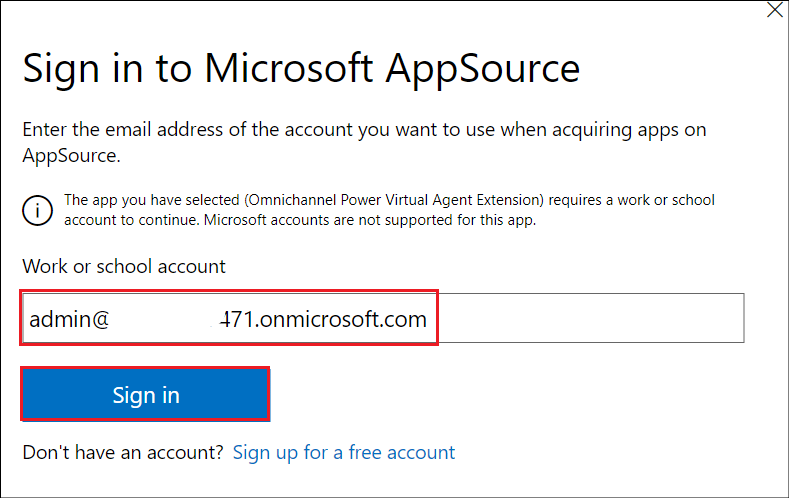 Sign in to Microsoft AppSource
Enter the email address of the account you want to use when acquiring apps on
AppSource.
The app you have selected (Omnichannel Power Virtual Agent Extension) requires a work or school
account to continue. Microsoft accounts are not supported for this app.
Work or school account
admin@ 471.onmicrosoft.com
Sign in
Don't have an account? Sign up for a free account